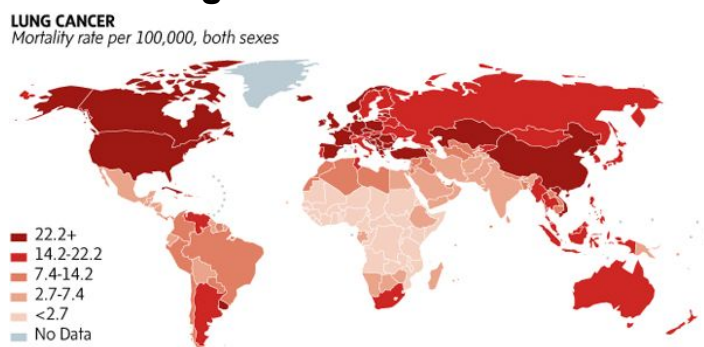 LUNG CANCER
Mortality rate per 100,000, both sexes
22.2+
14.2-22.2
7.4-14.2
2.7-7.4
<2.7
No Data